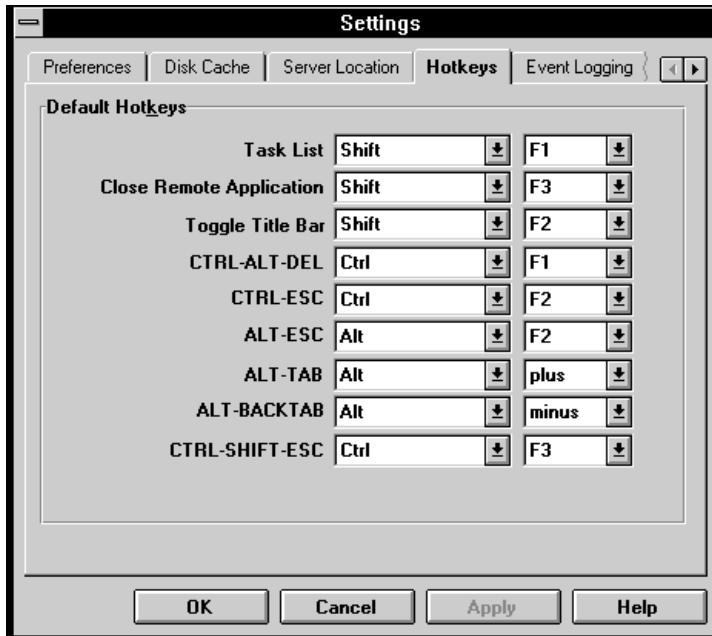 Settings
Preferences Disk Cache Server Location Hotkeys Event Logging
Default Hotkeys
Task List Shift F1
Close Remote Application Shift F3
Toggle Title Bar Shift F2
CTRL-ALT-DEL Ctrl F1
CTRL-ESC Ctrl F2
ALT-ESC Alt F2
ALT-TAB Alt plus
ALT-BACKTAB Alt minus
CTRL-SHIFT-ESC Ctrl F3
OK Cancel Apply Help